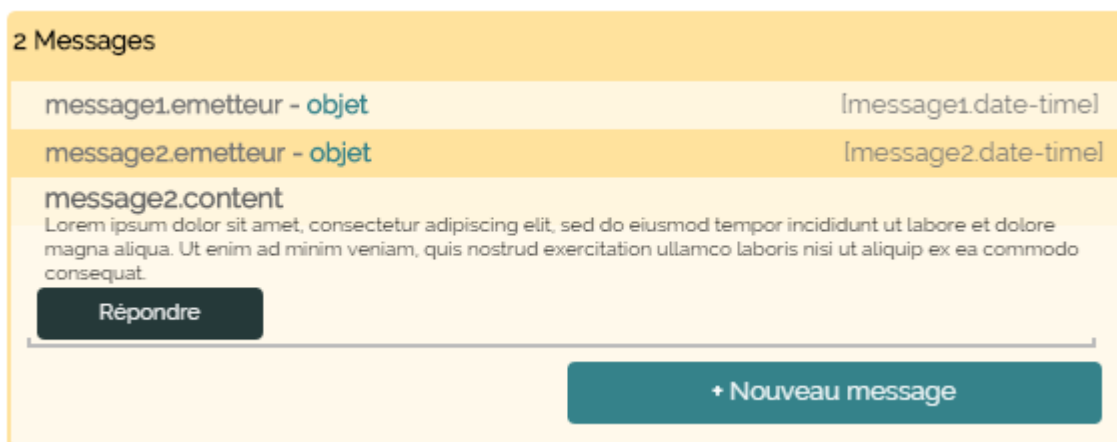 2 Messages
message1.emetteur - objet [message1.date-time]
message2.emetteur - objet [message2.date-time]
message2.content
Lorem ipsum dolor sit amet, consectetur adipiscing elit, sed do eiusmod tempor incididunt ut labore et dolore
magna aliqua. Ut enim ad minim veniam, quis nostrud exercitation ullamco laboris nisi ut aliquip ex ea commodo
consequat.
Répondre
+ Nouveau message